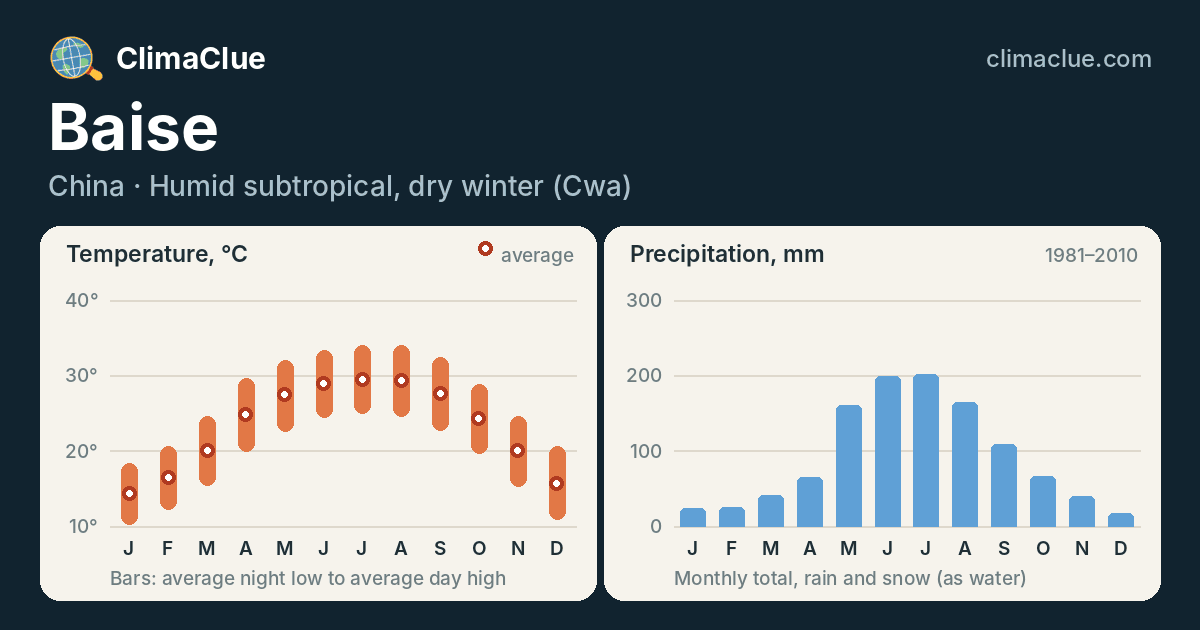 ClimaClue
climaclue.com
Baise
China · Humid subtropical, dry winter (Cwa)
Temperature, °C
average
40°
30°
20°
10°
J F M A M J J A S O N D
Bars: average night low to average day high
Precipitation, mm
1981–2010
300
200
100
0
J F M A M J J A S O N D
Monthly total, rain and snow (as water)